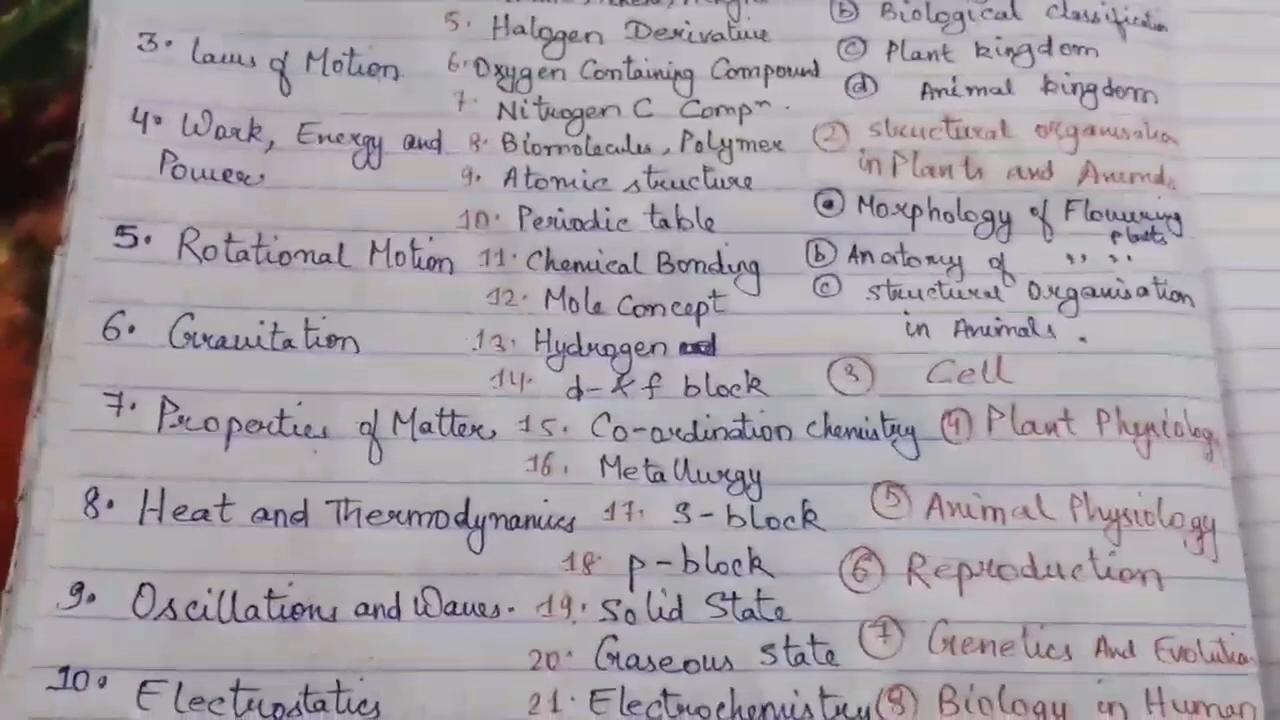 3. Laws of Motion
4. Work, Energy and
Power
5. Rotational Motion
6. Gravitation
7. Properties of Matter
8. Heat and Thermodynamics
9. Oscillations and Waves.
10. Electrostatics
5. Halogen Derivative
6. Oxygen Containing Compound
7. Nitrogen C Compn.
8. Biomolecules, Polymer
9. Atomic structure
10. Periodic table
11. Chemical Bonding
12. Mole Concept
13. Hydrogen
14. d- & f block
15. Co-ordination chemistry
16. Metallurgy
17. S-block
18. p-block
19. Solid State
20. Gaseous state
21. Electrochemistry
(b) Biological Classification
(c) Plant kingdom
(d) Animal kingdom
(2) structural organisation
in Plants and Animals
(a) Morphology of Flowering
plants
(b) Anatomy of ,, ,,
(c) structural Organisation
in Animals.
(3) Cell
(4) Plant Physiology
(5) Animal Physiology
(6) Reproduction
(7) Genetics And Evolution
(8) Biology in Human